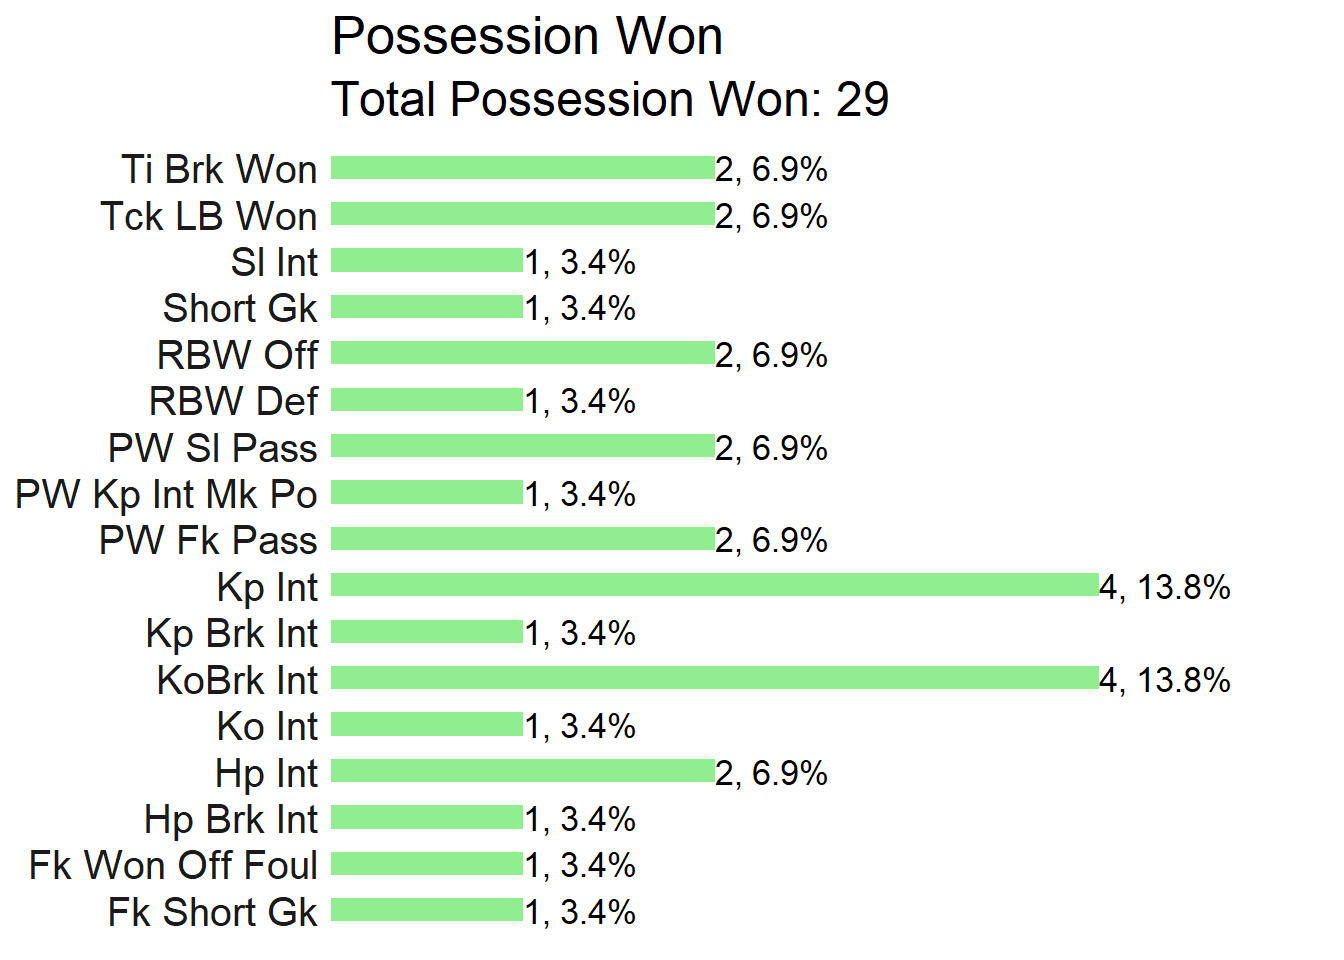 Possession Won
Total Possession Won: 29
Ti Brk Won 2, 6.9%
Tck LB Won 2, 6.9%
Sl Int 1, 3.4%
Short Gk 1, 3.4%
RBW Off 2, 6.9%
RBW Def 1, 3.4%
PW Sl Pass 2, 6.9%
PW Kp Int Mk Po 1, 3.4%
PW Fk Pass 2, 6.9%
Kp Int 4, 13.8%
Kp Brk Int 1, 3.4%
KoBrk Int 4, 13.8%
Ko Int 1, 3.4%
Hp Int 2, 6.9%
Hp Brk Int 1, 3.4%
Fk Won Off Foul 1, 3.4%
Fk Short Gk 1, 3.4%